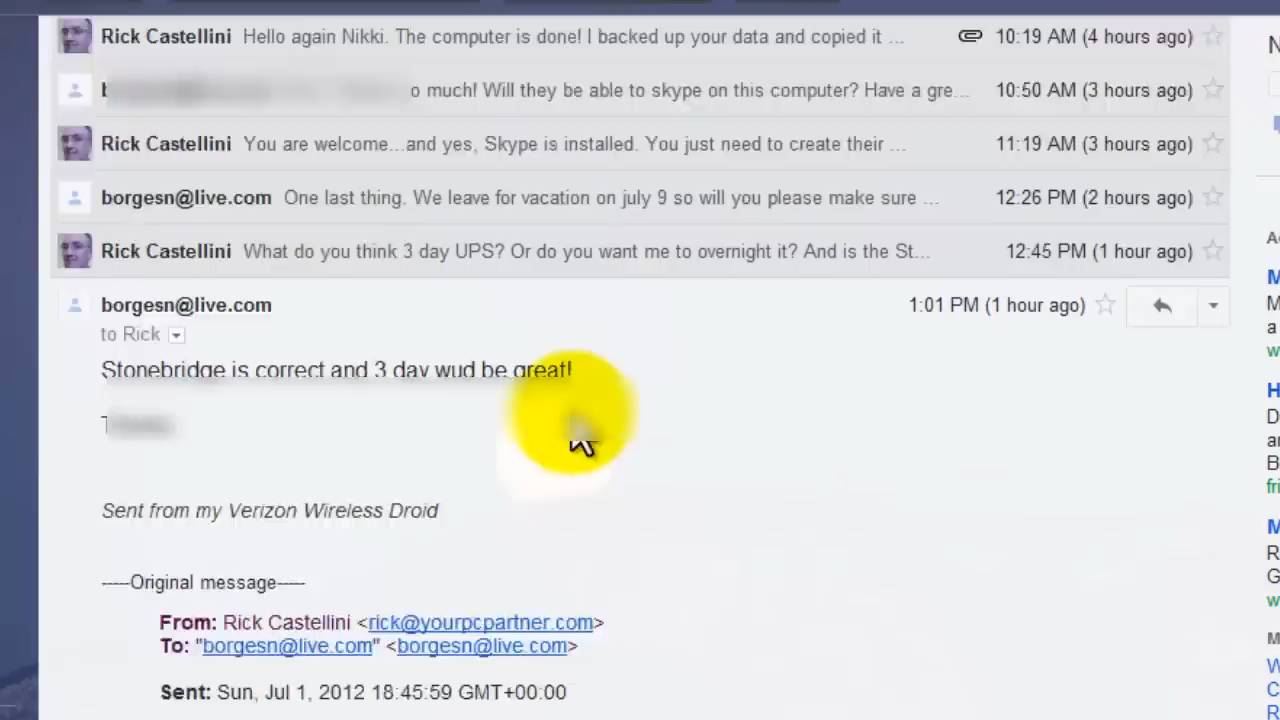 Rick Castellini Hello again Nikki. The computer is done! I backed up your data and copied it ... 10:19 AM (4 hours ago)
o much! Will they be able to skype on this computer? Have a gre... 10:50 AM (3 hours ago)
Rick Castellini You are welcome...and yes, Skype is installed. You just need to create their ... 11:19 AM (3 hours ago)
borgesn@live.com One last thing. We leave for vacation on july 9 so will you please make sure ... 12:26 PM (2 hours ago)
Rick Castellini What do you think 3 day UPS? Or do you want me to overnight it? And is the St... 12:45 PM (1 hour ago)
borgesn@live.com 1:01 PM (1 hour ago)
to Rick
Stonebridge is correct and 3 day wud be great!
Sent from my Verizon Wireless Droid
-----Original message-----
From: Rick Castellini <rick@yourpcpartner.com>
To: "borgesn@live.com" <borgesn@live.com>
Sent: Sun, Jul 1, 2012 18:45:59 GMT+00:00